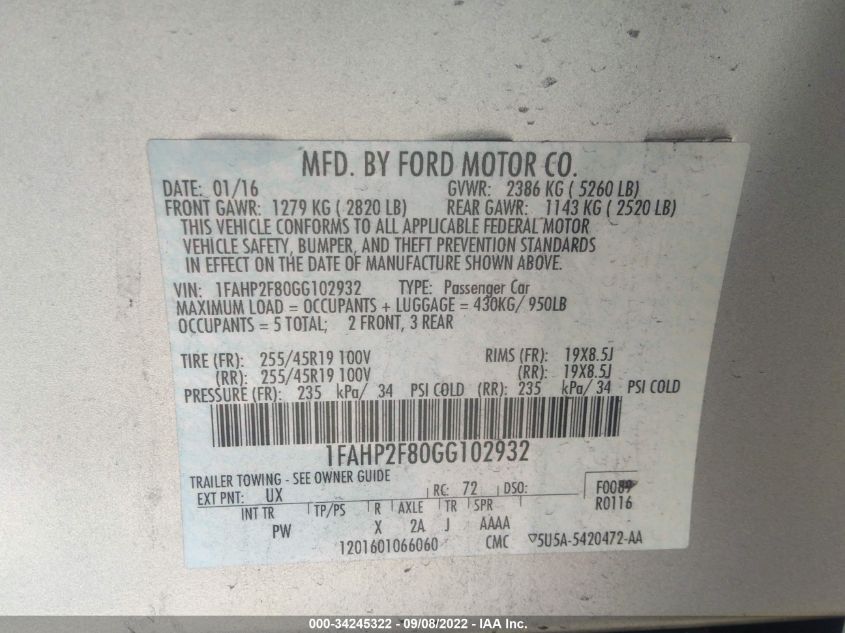 MFD. BY FORD MOTOR CO.
DATE: 01/16 GVWR: 2386 KG ( 5260 LB)
FRONT GAWR: 1279 KG ( 2820 LB) REAR GAWR: 1143 KG ( 2520 LB)
THIS VEHICLE CONFORMS TO ALL APPLICABLE FEDERAL MOTOR
VEHICLE SAFETY, BUMPER, AND THEFT PREVENTION STANDARDS
IN EFFECT ON THE DATE OF MANUFACTURE SHOWN ABOVE.
VIN: 1FAHP2F80GG102932 TYPE: Passenger Car
MAXIMUM LOAD = OCCUPANTS + LUGGAGE = 430KG/ 950LB
OCCUPANTS = 5 TOTAL; 2 FRONT, 3 REAR
TIRE (FR): 255/45R19 100V RIMS (FR): 19X8.5J
(RR): 255/45R19 100V (RR): 19X8.5J
PRESSURE (FR): 235 kPa/ 34 PSI COLD (RR): 235 kPa/ 34 PSI COLD
1FAHP2F80GG102932
TRAILER TOWING - SEE OWNER GUIDE
EXT PNT: UX RC: 72 DSO: F0089
R0116
INT TR TP/PS R AXLE TR SPR
PW X 2A J AAAA
1201601066060 CMC ▽5U5A-5420472-AA
000-34245322 - 09/08/2022 - IAA Inc.